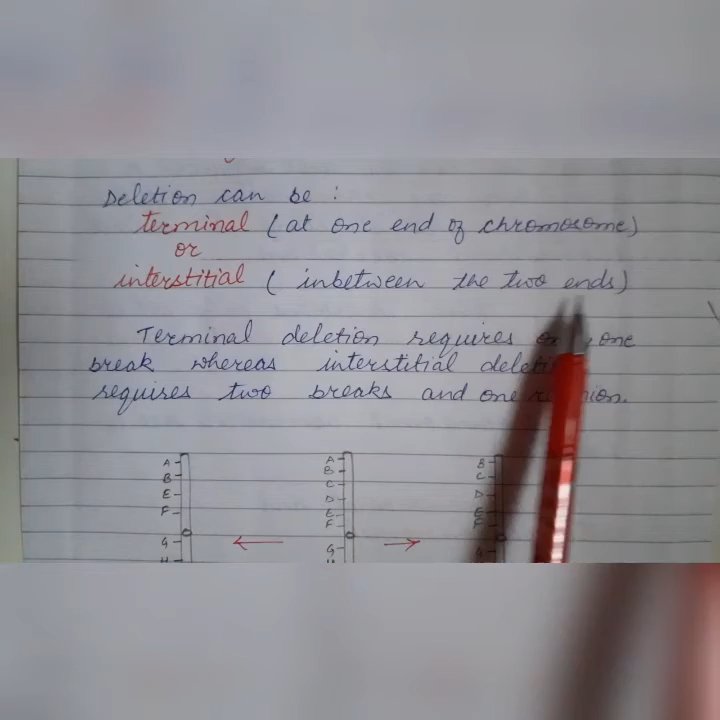 Deletion can be :
terminal (at one end of chromosome)
or
interstitial ( inbetween the two ends)
Terminal deletion requires one
break whereas interstitial
requires two breaks and one
A A B
B B C
E C D
F D E
G E F
H F G
G